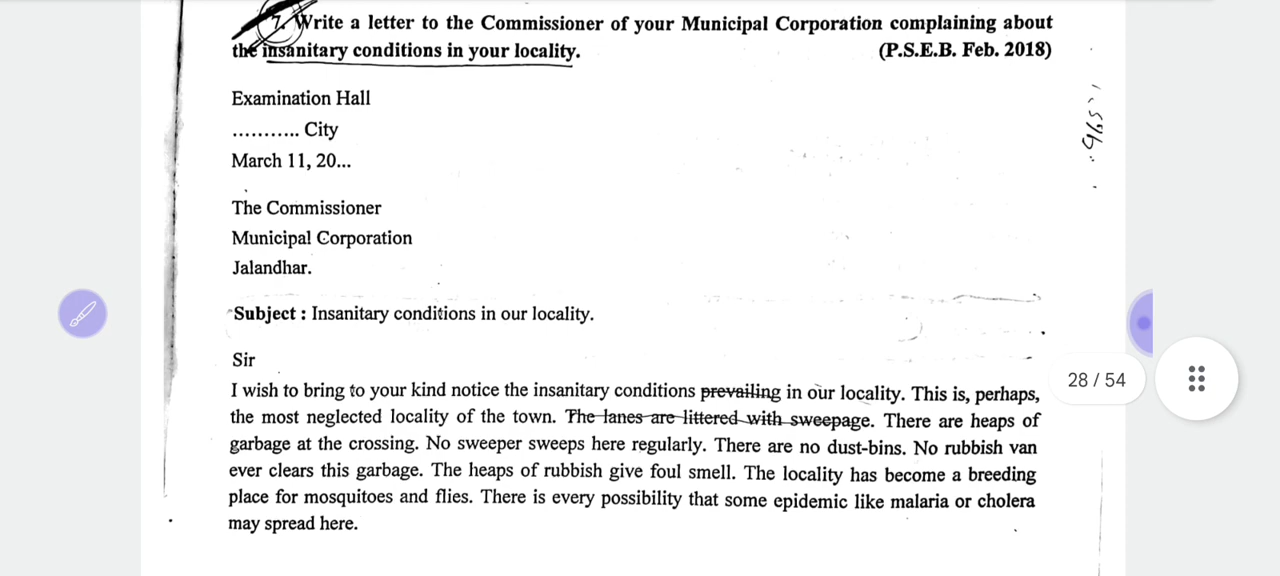 7. Write a letter to the Commissioner of your Municipal Corporation complaining about
the insanitary conditions in your locality. (P.S.E.B. Feb. 2018)
Examination Hall
........... City
March 11, 20...
The Commissioner
Municipal Corporation
Jalandhar.
Subject : Insanitary conditions in our locality.
Sir
I wish to bring to your kind notice the insanitary conditions prevailing in our locality. This is, perhaps,
the most neglected locality of the town. The lanes are littered with sweepage. There are heaps of
garbage at the crossing. No sweeper sweeps here regularly. There are no dust-bins. No rubbish van
ever clears this garbage. The heaps of rubbish give foul smell. The locality has become a breeding
place for mosquitoes and flies. There is every possibility that some epidemic like malaria or cholera
may spread here.
28 / 54